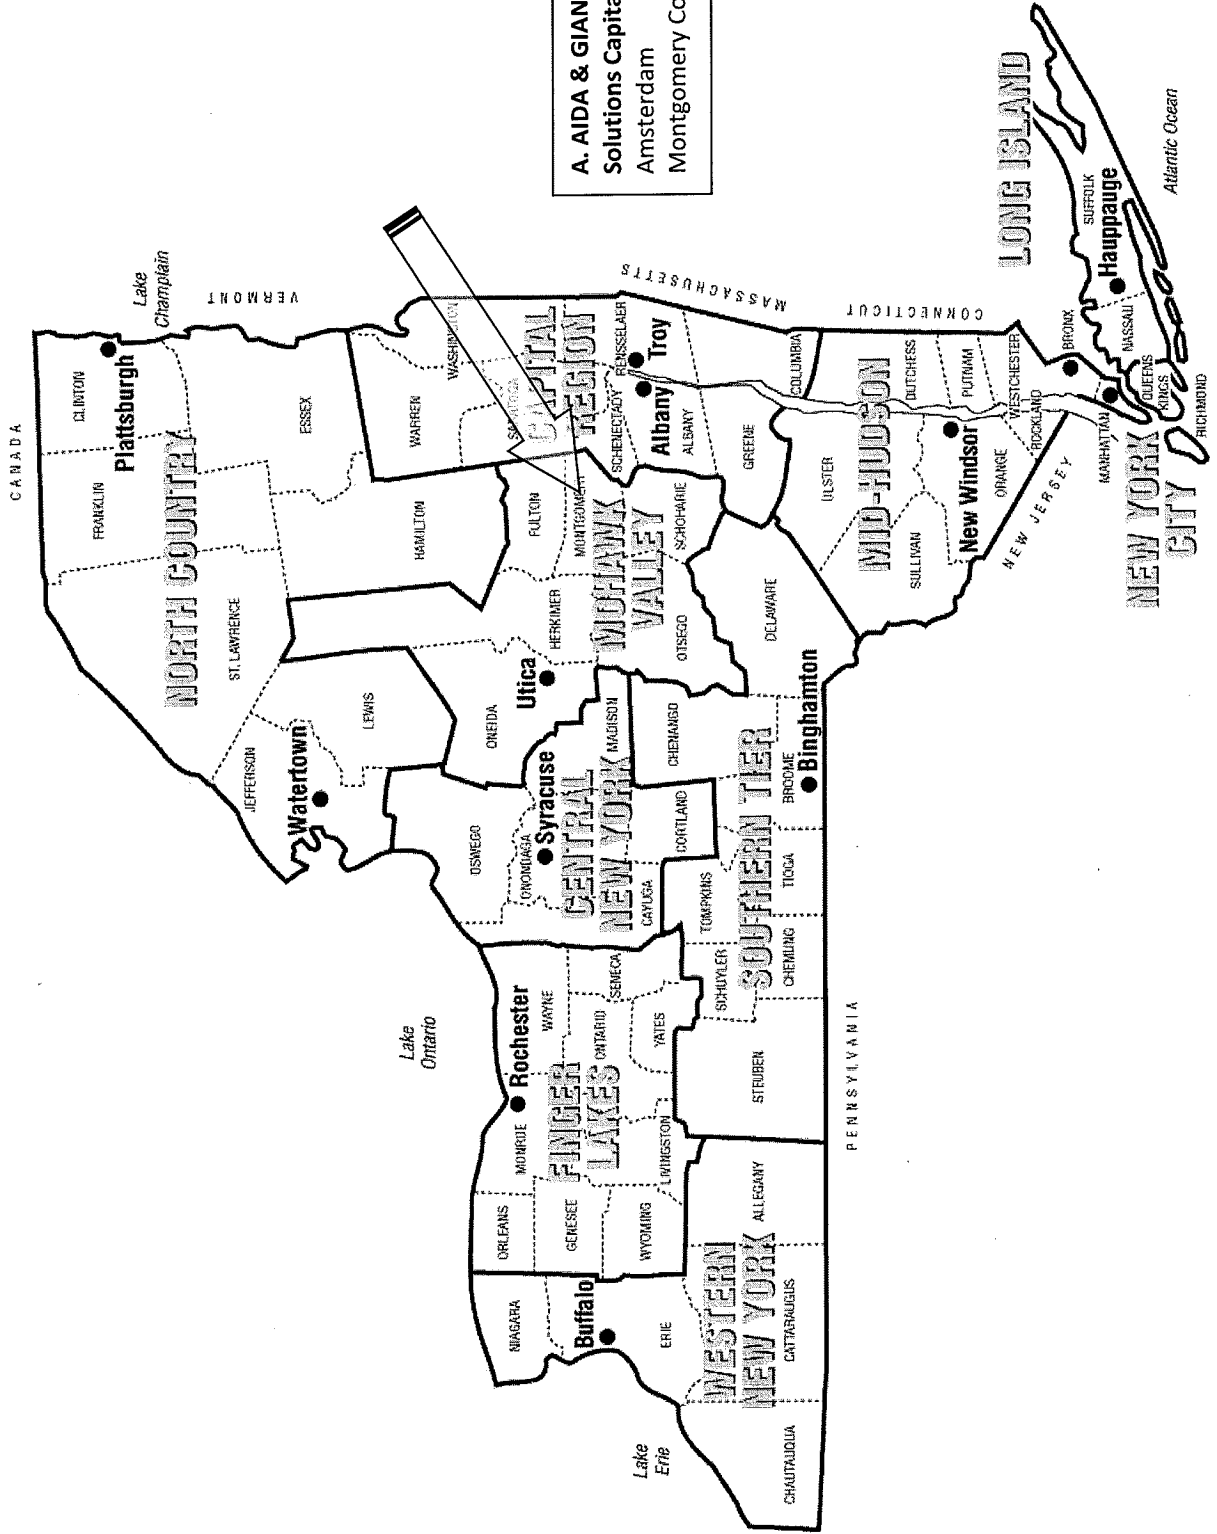 CANADA
Lake
Champlain
VERMONT
CLINTON
Plattsburgh
FRANKLIN
NORTH COUNTRY
ST. LAWRENCE
ESSEX
JEFFERSON
Watertown
LEWIS
HAMILTON
WARREN
WASHINGTON
CAPITAL
REGION
RENSSELAER
Troy
SCHENECTADY
Albany
ALBANY
GREENE
COLUMBIA
MASSACHUSETTS
A. AIDA & GIAN
Solutions Capita
Amsterdam
Montgomery Co
FULTON
MONTGOMERY
HERKIMER
MOHAWK
VALLEY
SCHOHARIE
OTSEGO
ONEIDA
Utica
OSWEGO
ONONDAGA
Syracuse
CENTRAL
NEW YORK
MADISON
CAYUGA
CORTLAND
Lake
Ontario
Rochester
WAYNE
MONROE
FINGER
LAKES
ONTARIO
SENECA
YATES
LIVINGSTON
ORLEANS
GENESEE
WYOMING
NIAGARA
Buffalo
ERIE
Lake
Erie
WESTERN
NEW YORK
CHAUTAUQUA
CATTARAUGUS
ALLEGANY
STEUBEN
SCHUYLER
TOMPKINS
SOUTHERN TIER
CHEMUNG
TIOGA
BROOME
Binghamton
CHENANGO
DELAWARE
PENNSYLVANIA
ULSTER
MID-HUDSON
DUTCHESS
SULLIVAN
New Windsor
PUTNAM
ORANGE
WESTCHESTER
ROCKLAND
CONNECTICUT
NEW JERSEY
LONG ISLAND
SUFFOLK
Hauppauge
NASSAU
BRONX
MANHATTAN
QUEENS
KINGS
RICHMOND
NEW YORK
CITY
Atlantic Ocean